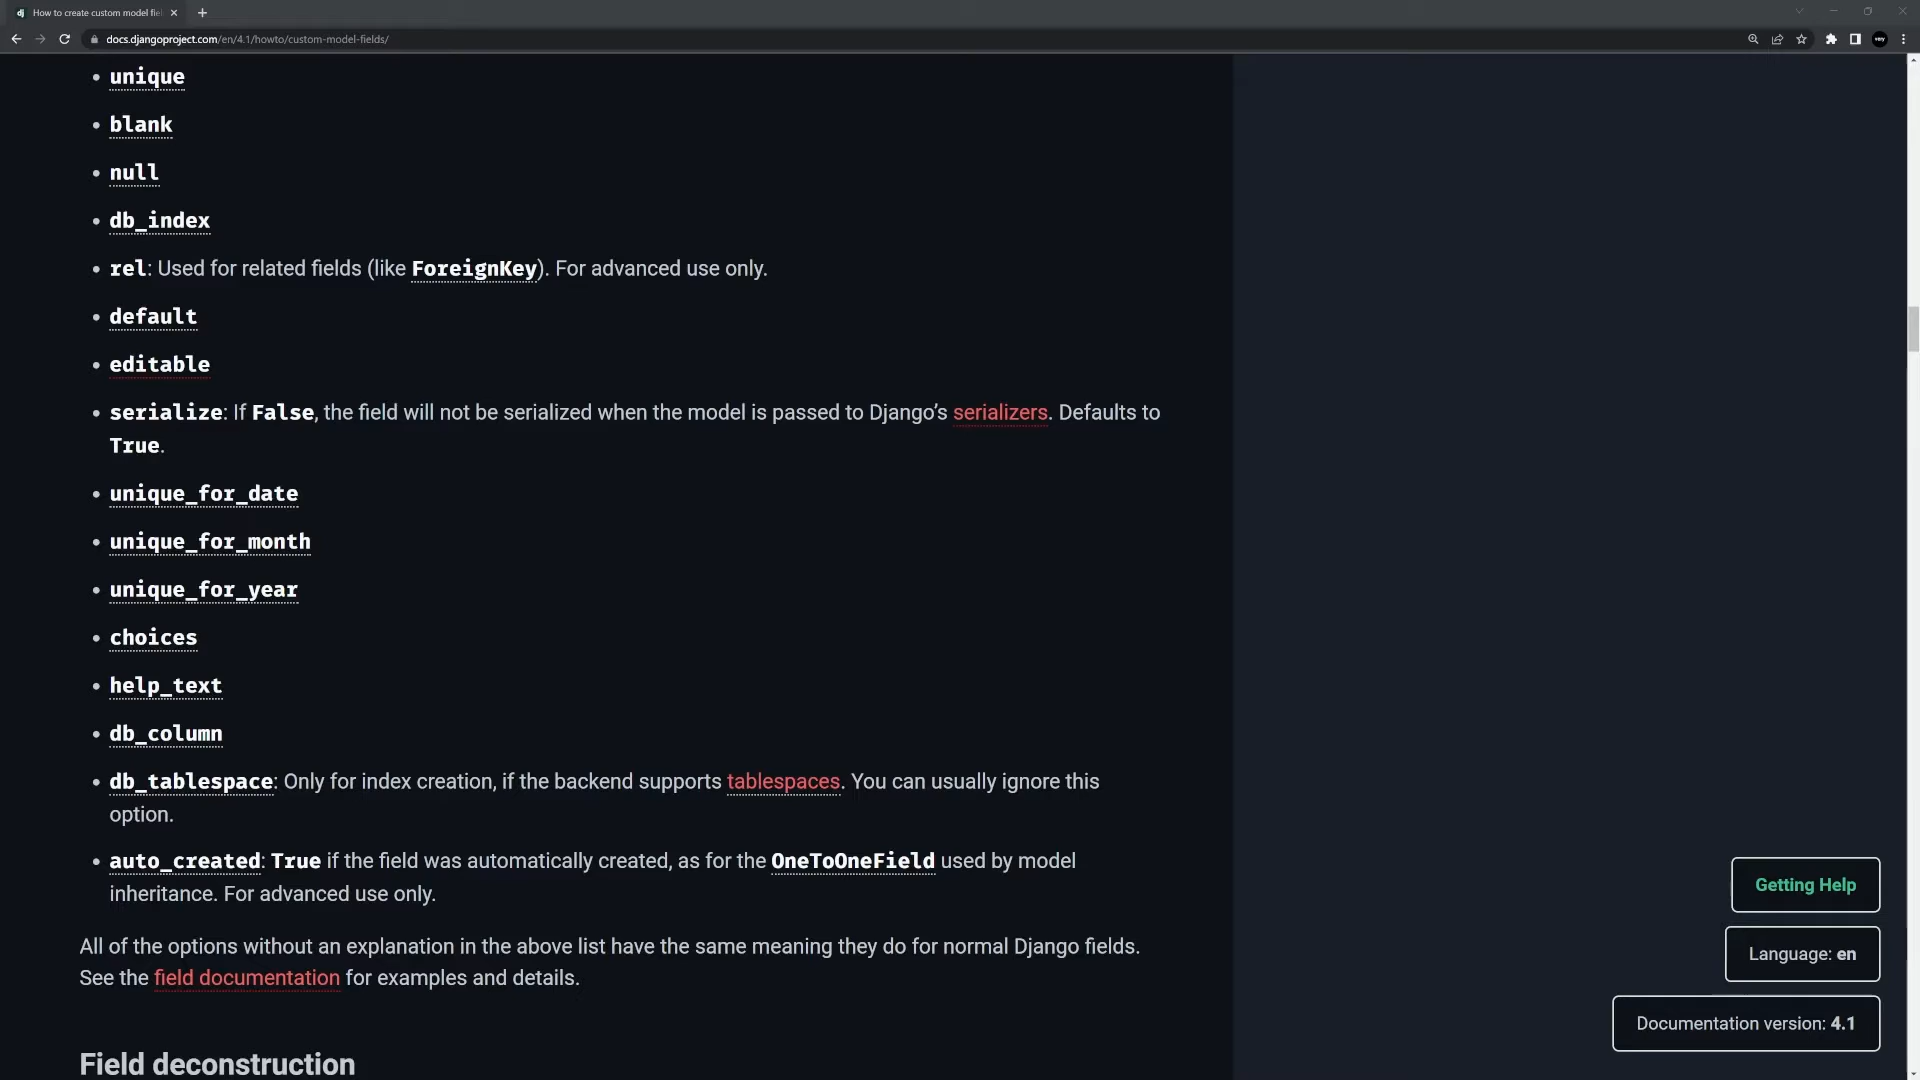 How to create custom model fie
docs.djangoproject.com/en/4.1/howto/custom-model-fields/
unique
blank
null
db_index
rel: Used for related fields (like ForeignKey). For advanced use only.
default
editable
serialize: If False, the field will not be serialized when the model is passed to Django’s serializers. Defaults to
True.
unique_for_date
unique_for_month
unique_for_year
choices
help_text
db_column
db_tablespace: Only for index creation, if the backend supports tablespaces. You can usually ignore this
option.
auto_created: True if the field was automatically created, as for the OneToOneField used by model
inheritance. For advanced use only.
All of the options without an explanation in the above list have the same meaning they do for normal Django fields.
See the field documentation for examples and details.
Field deconstruction
Getting Help
Language: en
Documentation version: 4.1